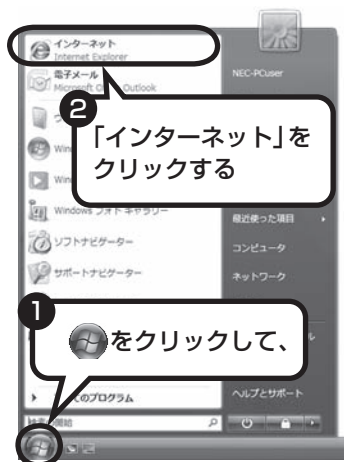 インターネット
Internet Explorer
電子メール
Microsoft Outlook
NEC-PCuser
❷
「インターネット」を
クリックする
Windows フォト ギャラリー
最近使った項目
ソフトナビゲーター
コンピュータ
サポートナビゲーター
ネットワーク
❶
をクリックして、
のプログラム
ヘルプとサポート